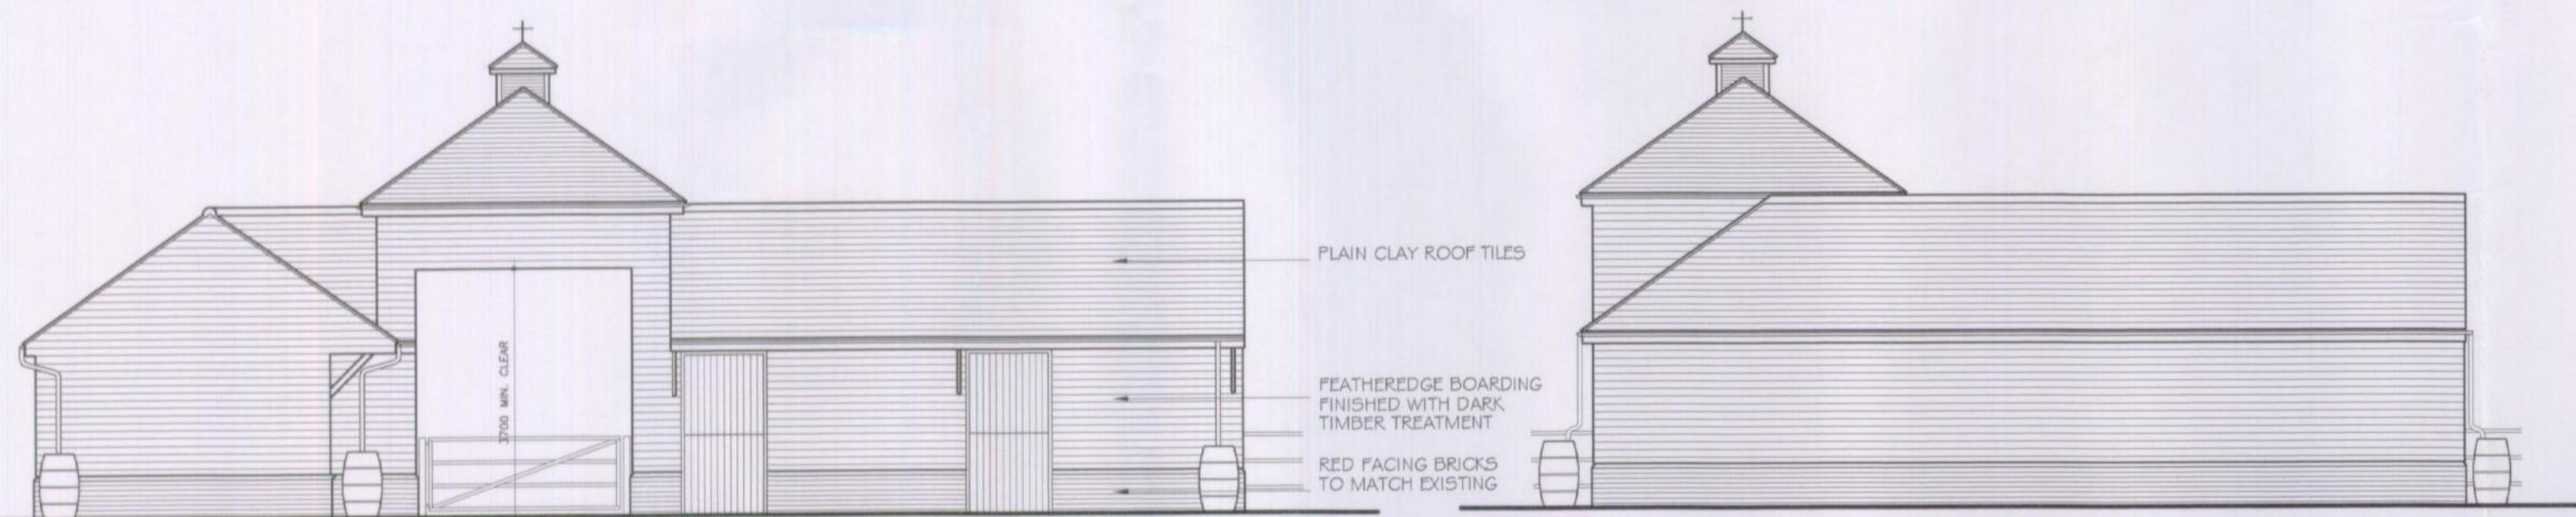 PLAIN CLAY ROOF TILES
3700 MIN. CLEAR
FEATHEREDGE BOARDING
FINISHED WITH DARK
TIMBER TREATMENT
RED FACING BRICKS
TO MATCH EXISTING